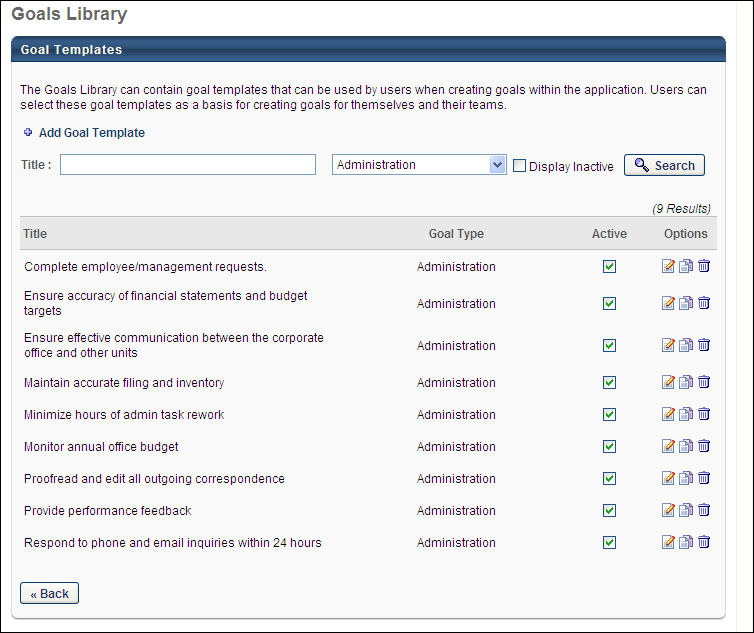 Goals Library
Goal Templates
The Goals Library can contain goal templates that can be used by users when creating goals within the application. Users can
select these goal templates as a basis for creating goals for themselves and their teams.
Add Goal Template
Title : Administration Display Inactive Search
(9 Results)
Title Goal Type Active Options
Complete employee/management requests. Administration
Ensure accuracy of financial statements and budget
targets Administration
Ensure effective communication between the corporate
office and other units Administration
Maintain accurate filing and inventory Administration
Minimize hours of admin task rework Administration
Monitor annual office budget Administration
Proofread and edit all outgoing correspondence Administration
Provide performance feedback Administration
Respond to phone and email inquiries within 24 hours Administration
« Back